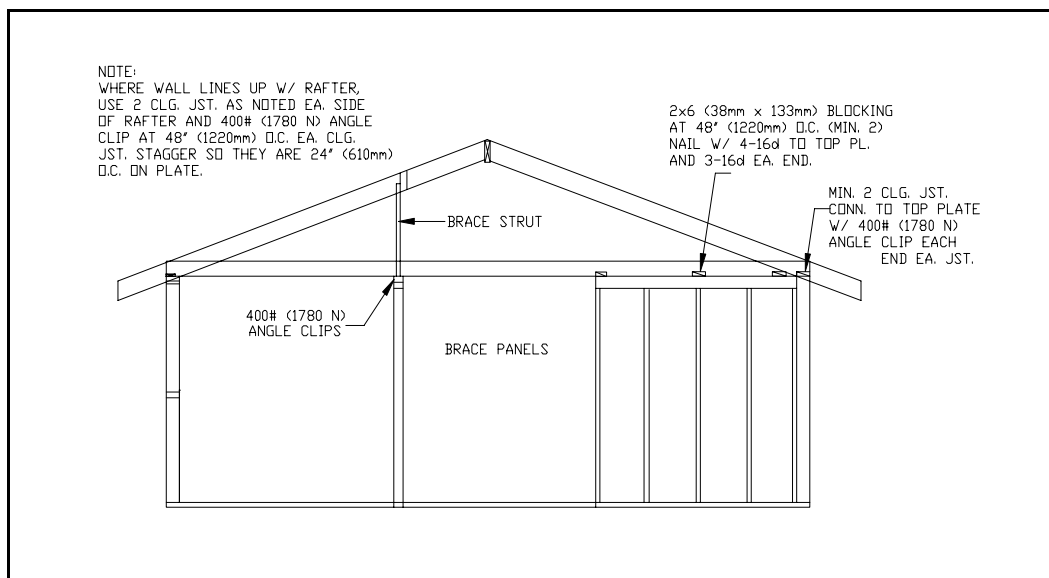 NOTE:
WHERE WALL LINES UP W/ RAFTER,
USE 2 CLG. JST. AS NOTED EA. SIDE
OF RAFTER AND 400# (1780 N) ANGLE
CLIP AT 48" (1220mm) O.C. EA. CLG.
JST. STAGGER SO THEY ARE 24" (610mm)
O.C. ON PLATE.
2x6 (38mm x 133mm) BLOCKING
AT 48" (1220mm) O.C. (MIN. 2)
NAIL W/ 4-16d TO TOP PL.
AND 3-16d EA. END.
MIN. 2 CLG. JST.
CONN. TO TOP PLATE
W/ 400# (1780 N)
ANGLE CLIP EACH
END EA. JST.
BRACE STRUT
400# (1780 N)
ANGLE CLIPS
BRACE PANELS